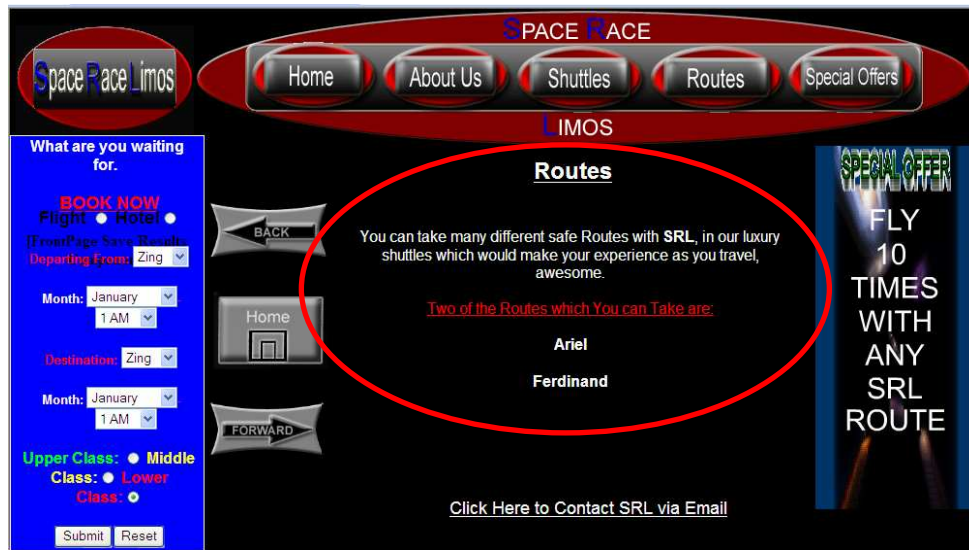 SPACE RACE
Space Race Limos
Home
About Us
Shuttles
Routes
Special Offers
LIMOS
What are you waiting
for.
BOOK NOW
Flight Hotel
[FrontPage Save Results
Departing From: Zing
Month: January
1 AM
Destination: Zing
Month: January
1 AM
Upper Class: Middle
Class: Lower
Class:
Submit Reset
BACK
Home
FORWARD
Routes
You can take many different safe Routes with SRL, in our luxury
shuttles which would make your experience as you travel,
awesome.
Two of the Routes which You can Take are:
Ariel
Ferdinand
Click Here to Contact SRL via Email
SPECIAL OFFER
FLY
10
TIMES
WITH
ANY
SRL
ROUTE